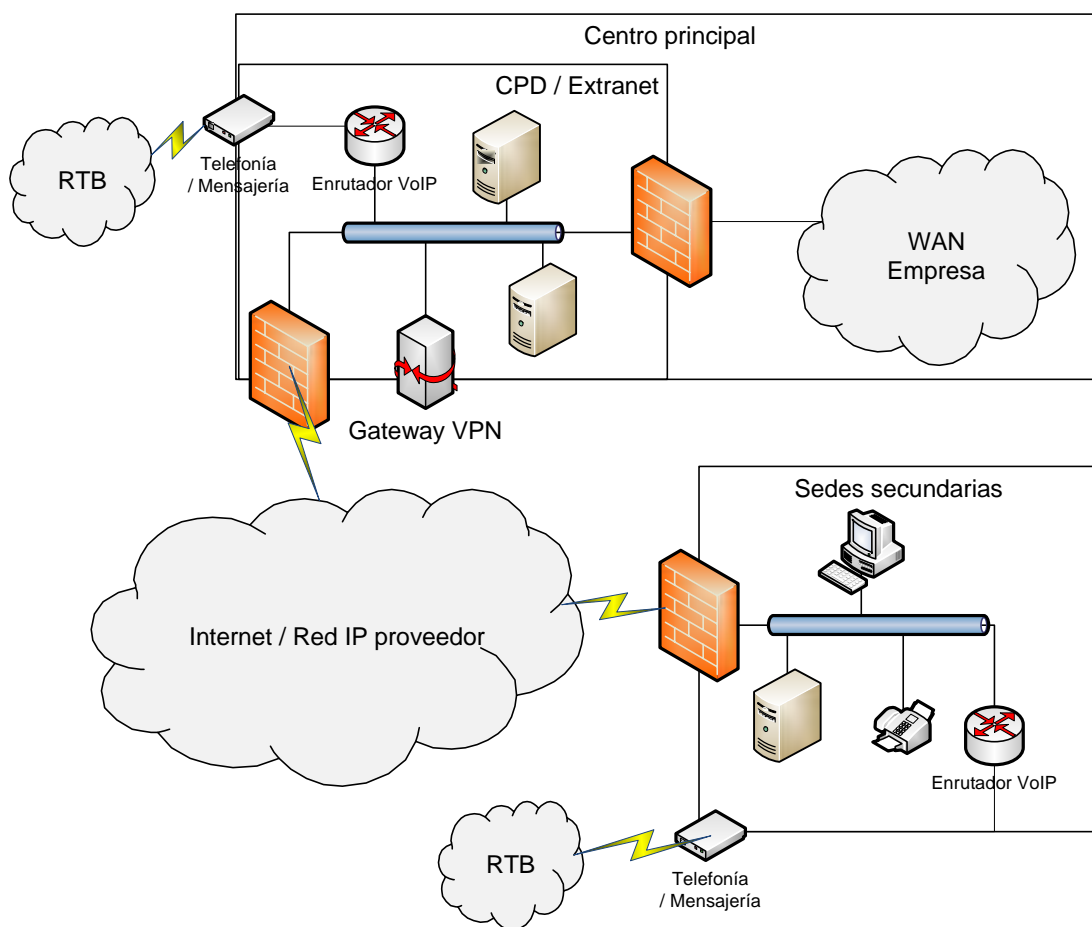 Centro principal
CPD / Extranet
RTB
Telefonía
/ Mensajería
Enrutador VoIP
WAN
Empresa
Gateway VPN
Sedes secundarias
Internet / Red IP proveedor
Enrutador VoIP
RTB
Telefonía
/ Mensajería